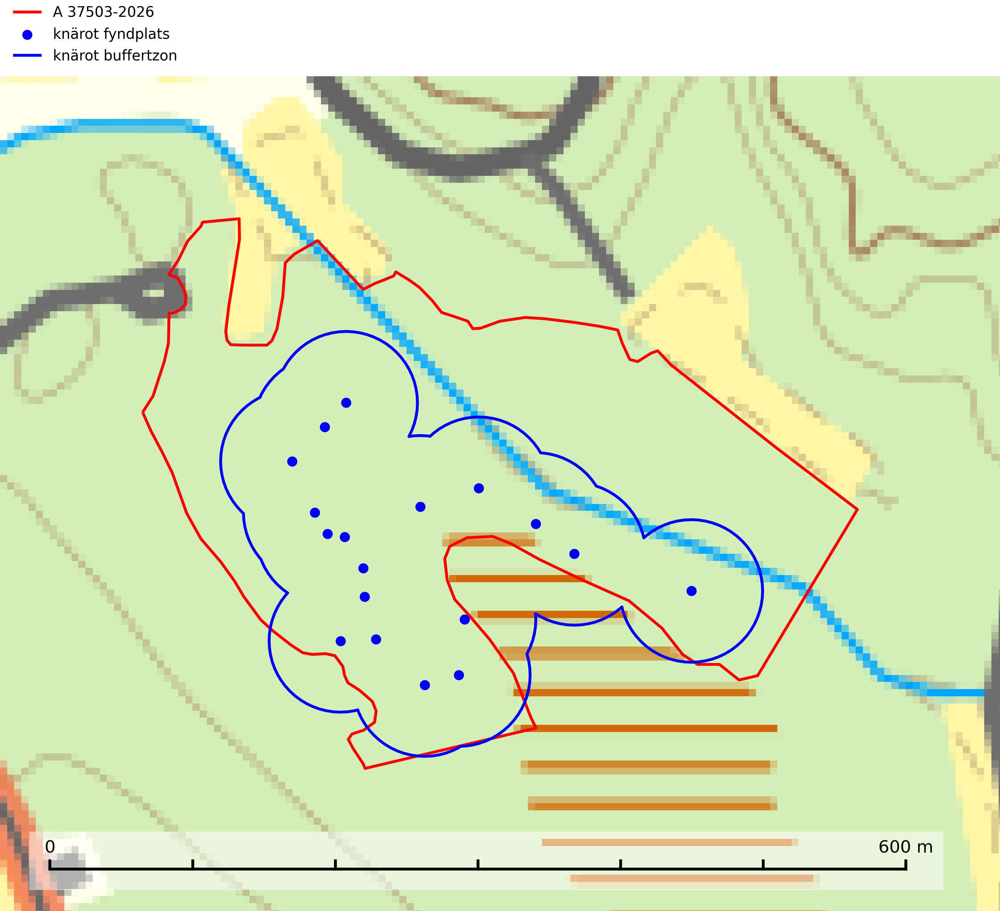 A 37503-2026
knärot fyndplats
knärot buffertzon
0
600 m